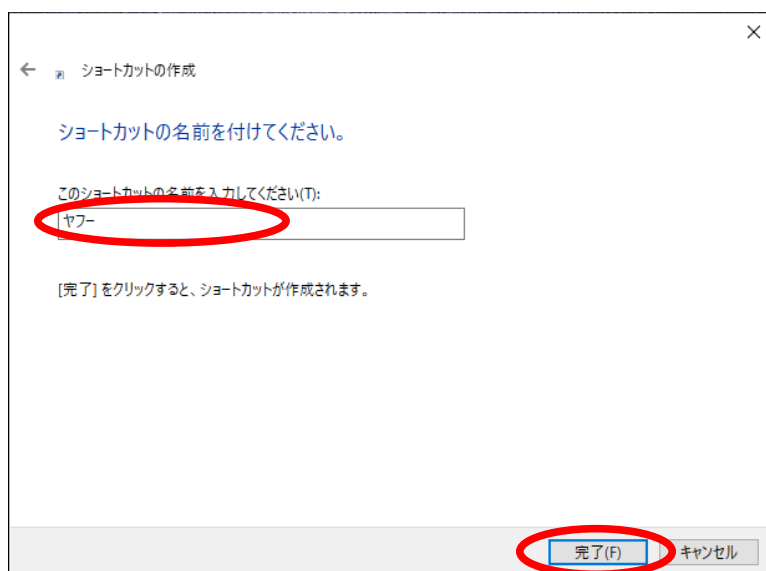 ショートカットの作成
ショートカットの名前を付けてください。
このショートカットの名前を入力してください(T):
ヤフー
[完了] をクリックすると、ショートカットが作成されます。
完了(F) キャンセル